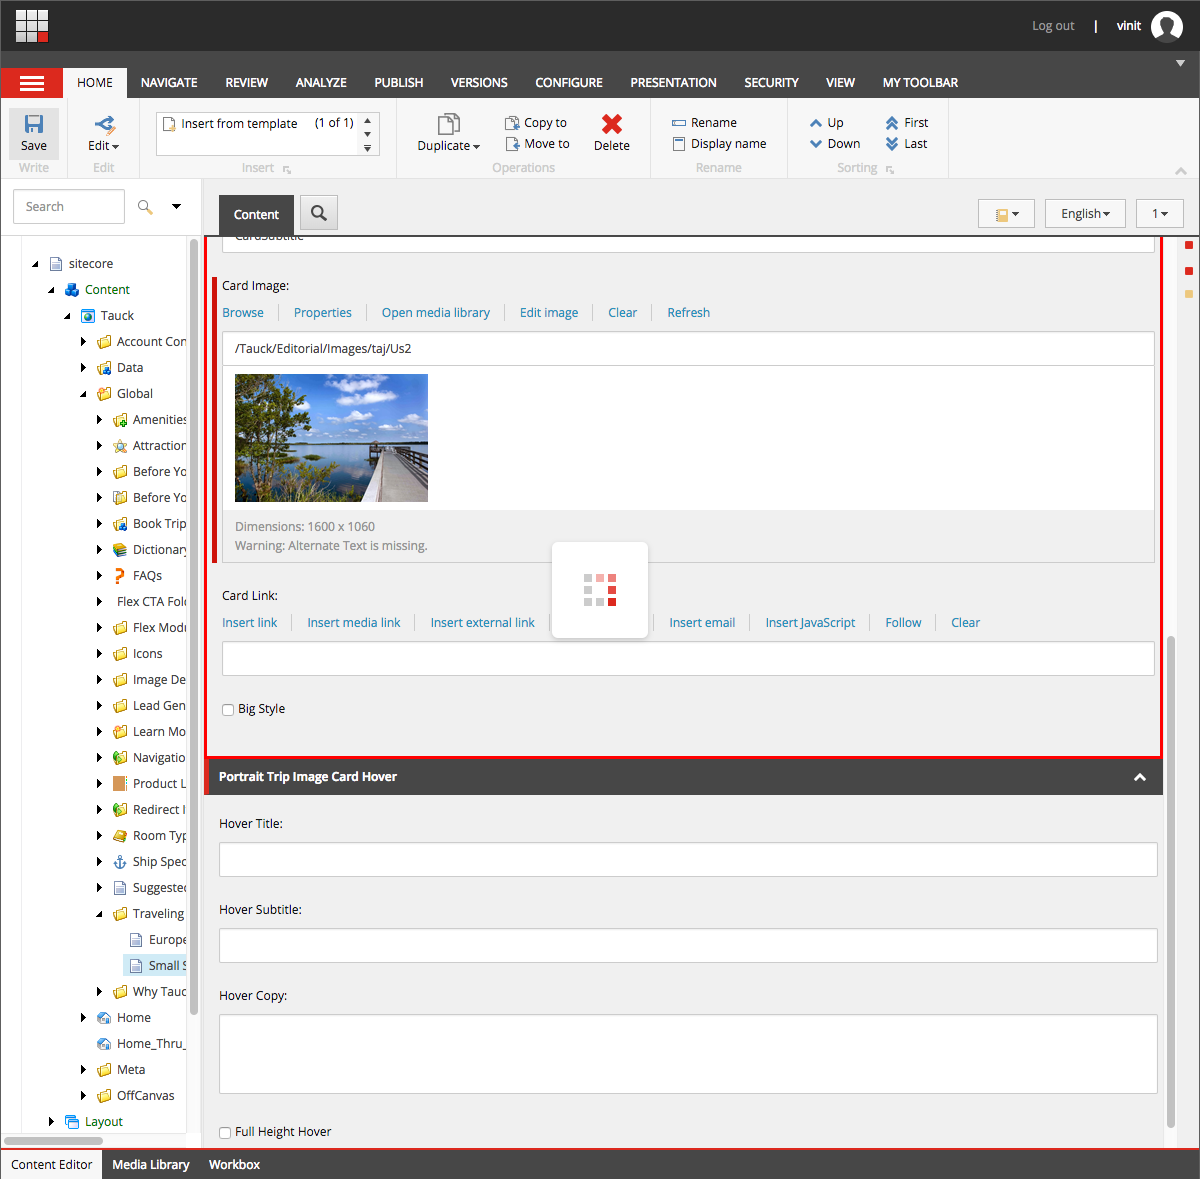 Log out | vinit
HOME NAVIGATE REVIEW ANALYZE PUBLISH VERSIONS CONFIGURE PRESENTATION SECURITY VIEW MY TOOLBAR
Save
Write
Edit
Edit
Insert from template (1 of 1)
Insert
Duplicate
Copy to
Move to
Delete
Operations
Rename
Display name
Rename
Up
Down
First
Last
Sorting
Search
Content
English
1
sitecore
Content
Tauck
Account Con
Data
Global
Amenities
Attraction
Before Yo
Before Yo
Book Trip
Dictionary
FAQs
Flex CTA Fol
Flex Modu
Icons
Image De
Lead Gen
Learn Mo
Navigatio
Product L
Redirect I
Room Typ
Ship Spec
Suggested
Traveling
Europe
Small S
Why Tauc
Home
Home_Thru_
Meta
OffCanvas
Layout
CardSubtitle
Card Image:
Browse Properties Open media library Edit image Clear Refresh
/Tauck/Editorial/Images/taj/Us2
Dimensions: 1600 x 1060
Warning: Alternate Text is missing.
Card Link:
Insert link Insert media link Insert external link Insert email Insert JavaScript Follow Clear
Big Style
Portrait Trip Image Card Hover
Hover Title:
Hover Subtitle:
Hover Copy:
Full Height Hover
Content Editor Media Library Workbox